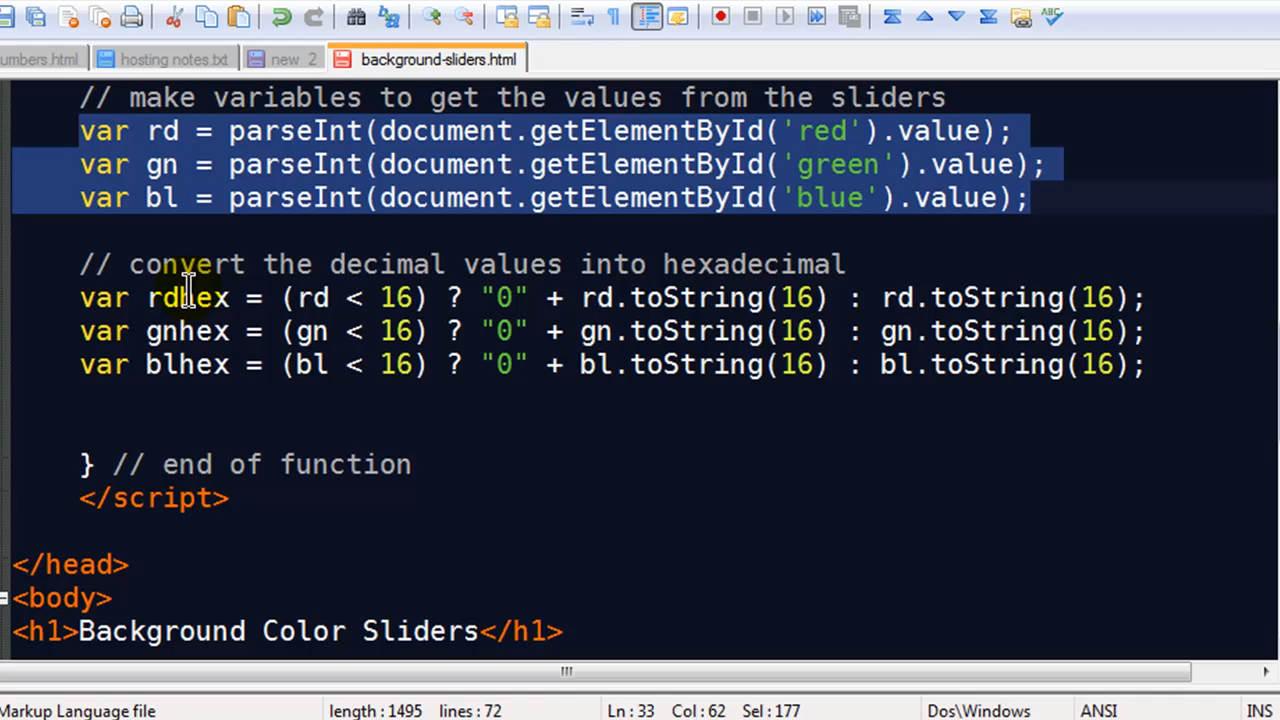 umbers.html hosting notes.txt new 2 background-sliders.html
// make variables to get the values from the sliders
var rd = parseInt(document.getElementById('red').value);
var gn = parseInt(document.getElementById('green').value);
var bl = parseInt(document.getElementById('blue').value);
// convert the decimal values into hexadecimal
var rdhex = (rd < 16) ? "0" + rd.toString(16) : rd.toString(16);
var gnhex = (gn < 16) ? "0" + gn.toString(16) : gn.toString(16);
var blhex = (bl < 16) ? "0" + bl.toString(16) : bl.toString(16);
} // end of function
</script>
</head>
<body>
<h1>Background Color Sliders</h1>
Markup Language file length : 1495 lines : 72 Ln : 33 Col : 62 Sel : 177 Dos\Windows ANSI INS